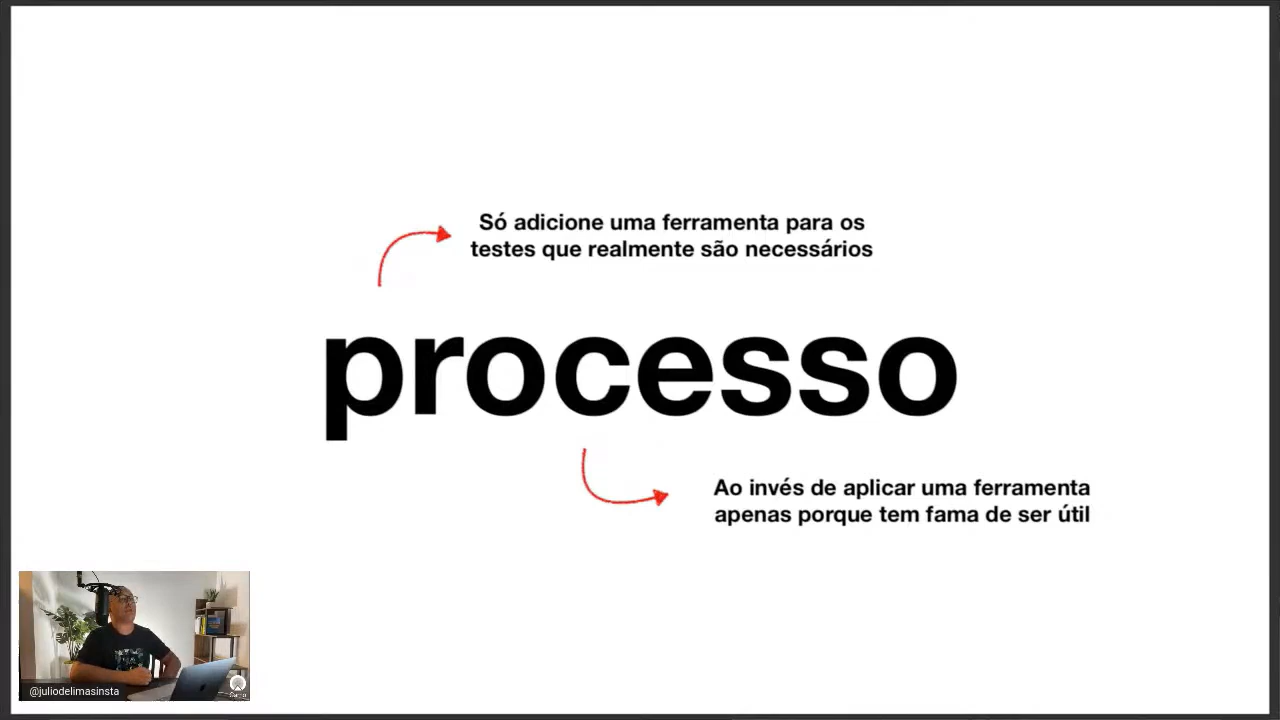 Só adicione uma ferramenta para os
testes que realmente são necessários
processo
Ao invés de aplicar uma ferramenta
apenas porque tem fama de ser útil
@juliodelimasinsta